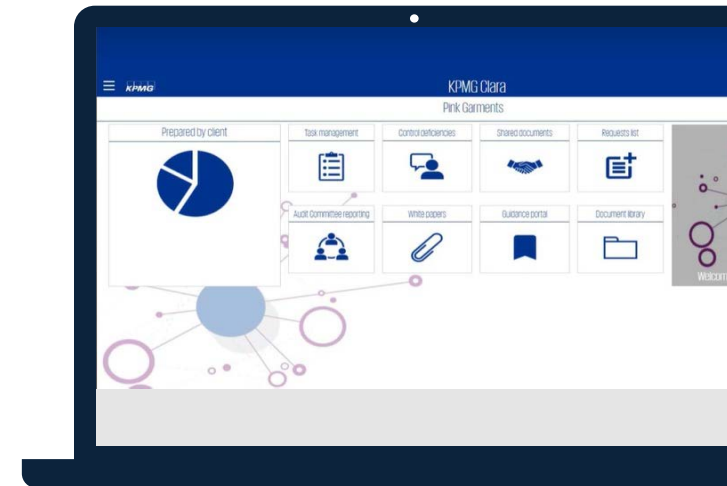 KPMG
KPMG Clara
Pink Garments
Prepared by client
Task management
Control deficiencies
Shared documents
Requests list
Audit Committee reporting
White papers
Guidance portal
Document library
Welcom